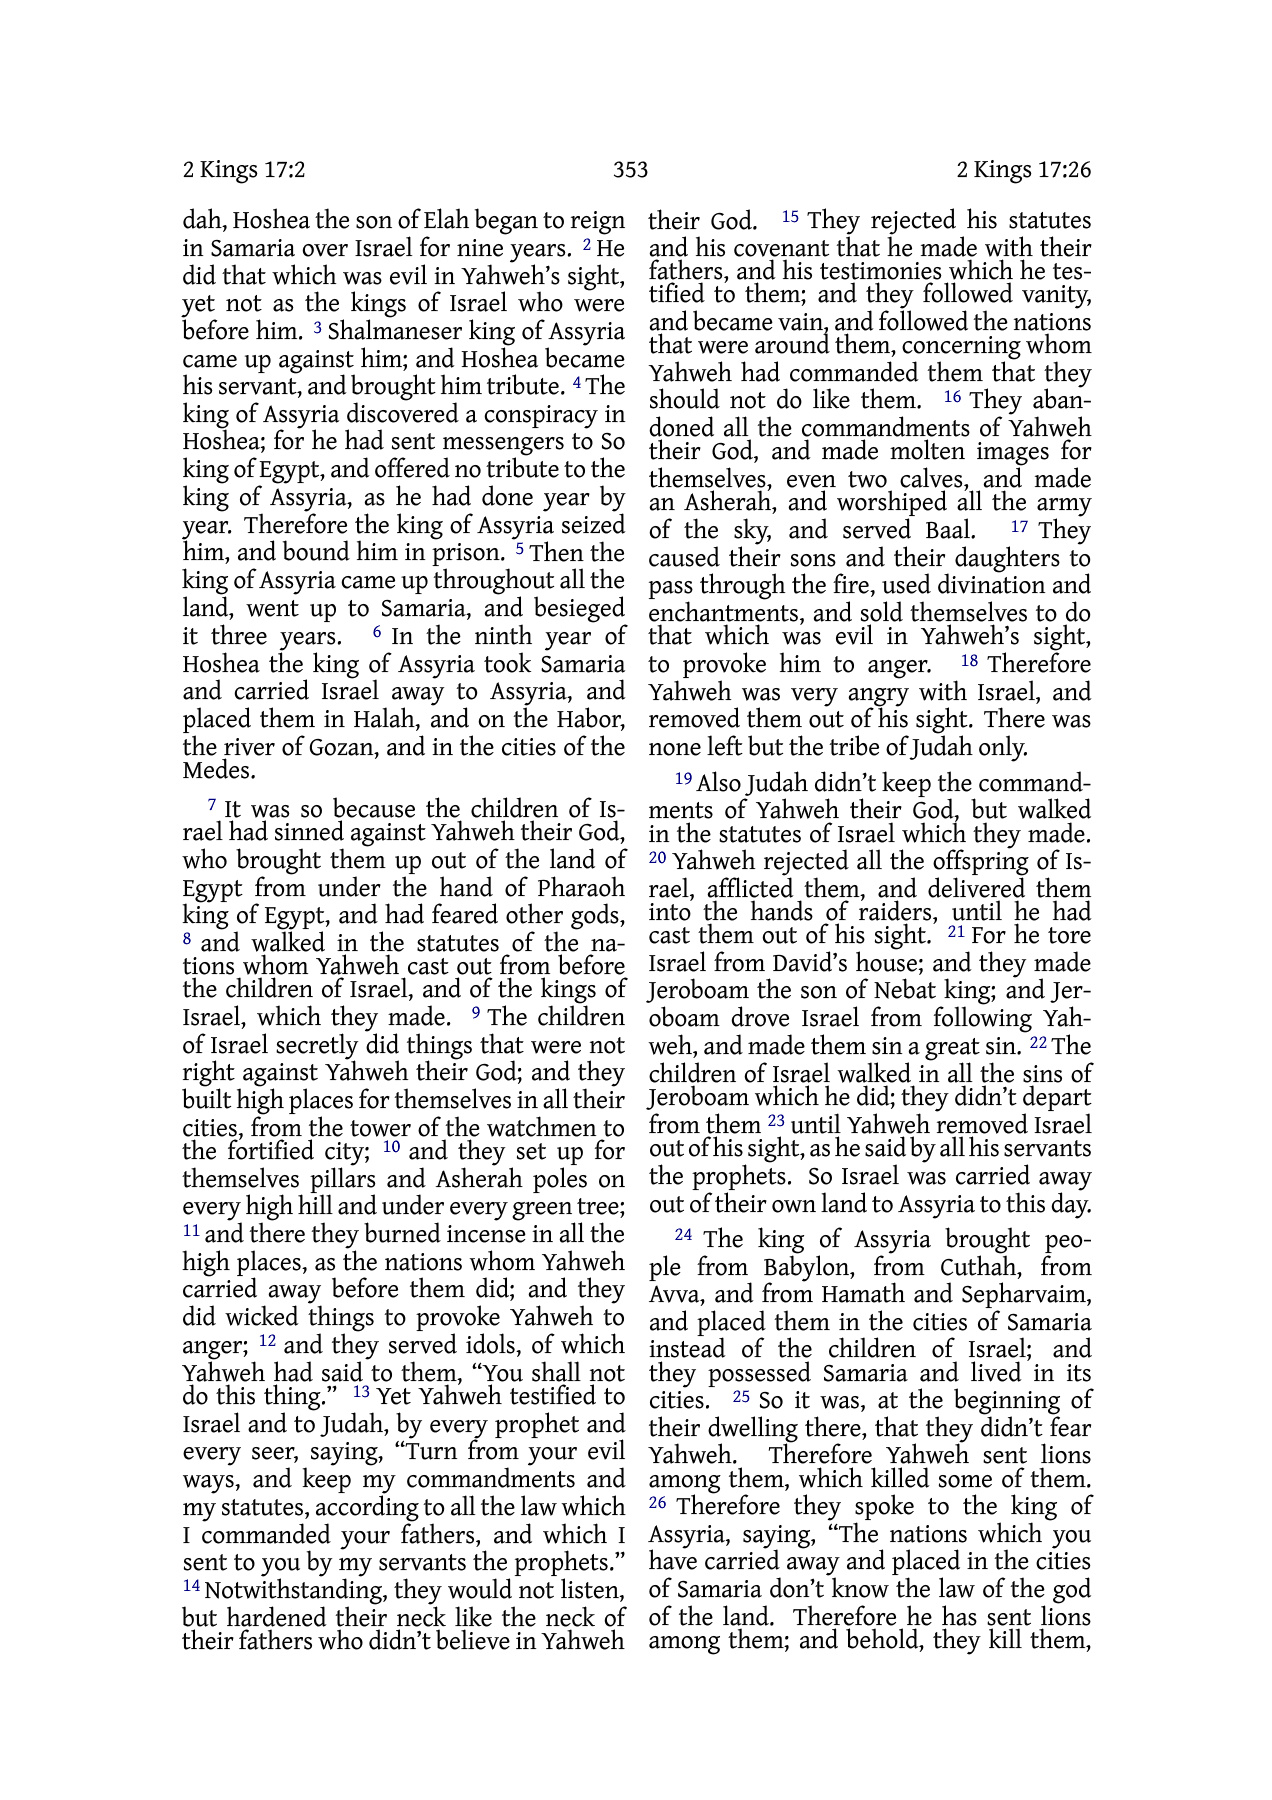 2 Kings 17:2 353 2 Kings 17:26
dah, Hoshea the son of Elah began to reign
in Samaria over Israel for nine years. 2 He
did that which was evil in Yahweh’s sight,
yet not as the kings of Israel who were
before him. 3 Shalmaneser king of Assyria
came up against him; and Hoshea became
his servant, and brought him tribute. 4 The
king of Assyria discovered a conspiracy in
Hoshea; for he had sent messengers to So
king of Egypt, and offered no tribute to the
king of Assyria, as he had done year by
year. Therefore the king of Assyria seized
him, and bound him in prison. 5 Then the
king of Assyria came up throughout all the
land, went up to Samaria, and besieged
it three years. 6 In the ninth year of
Hoshea the king of Assyria took Samaria
and carried Israel away to Assyria, and
placed them in Halah, and on the Habor,
the river of Gozan, and in the cities of the
Medes.
7 It was so because the children of Is-
rael had sinned against Yahweh their God,
who brought them up out of the land of
Egypt from under the hand of Pharaoh
king of Egypt, and had feared other gods,
8 and walked in the statutes of the na-
tions whom Yahweh cast out from before
the children of Israel, and of the kings of
Israel, which they made. 9 The children
of Israel secretly did things that were not
right against Yahweh their God; and they
built high places for themselves in all their
cities, from the tower of the watchmen to
the fortified city; 10 and they set up for
themselves pillars and Asherah poles on
every high hill and under every green tree;
11 and there they burned incense in all the
high places, as the nations whom Yahweh
carried away before them did; and they
did wicked things to provoke Yahweh to
anger; 12 and they served idols, of which
Yahweh had said to them, “You shall not
do this thing.” 13 Yet Yahweh testified to
Israel and to Judah, by every prophet and
every seer, saying, “Turn from your evil
ways, and keep my commandments and
my statutes, according to all the law which
I commanded your fathers, and which I
sent to you by my servants the prophets.”
14 Notwithstanding, they would not listen,
but hardened their neck like the neck of
their fathers who didn’t believe in Yahweh
their God. 15 They rejected his statutes
and his covenant that he made with their
fathers, and his testimonies which he tes-
tified to them; and they followed vanity,
and became vain, and followed the nations
that were around them, concerning whom
Yahweh had commanded them that they
should not do like them. 16 They aban-
doned all the commandments of Yahweh
their God, and made molten images for
themselves, even two calves, and made
an Asherah, and worshiped all the army
of the sky, and served Baal. 17 They
caused their sons and their daughters to
pass through the fire, used divination and
enchantments, and sold themselves to do
that which was evil in Yahweh’s sight,
to provoke him to anger. 18 Therefore
Yahweh was very angry with Israel, and
removed them out of his sight. There was
none left but the tribe of Judah only.
19 Also Judah didn’t keep the command-
ments of Yahweh their God, but walked
in the statutes of Israel which they made.
20 Yahweh rejected all the offspring of Is-
rael, afflicted them, and delivered them
into the hands of raiders, until he had
cast them out of his sight. 21 For he tore
Israel from David’s house; and they made
Jeroboam the son of Nebat king; and Jer-
oboam drove Israel from following Yah-
weh, and made them sin a great sin. 22 The
children of Israel walked in all the sins of
Jeroboam which he did; they didn’t depart
from them 23 until Yahweh removed Israel
out of his sight, as he said by all his servants
the prophets. So Israel was carried away
out of their own land to Assyria to this day.
24 The king of Assyria brought peo-
ple from Babylon, from Cuthah, from
Avva, and from Hamath and Sepharvaim,
and placed them in the cities of Samaria
instead of the children of Israel; and
they possessed Samaria and lived in its
cities. 25 So it was, at the beginning of
their dwelling there, that they didn’t fear
Yahweh. Therefore Yahweh sent lions
among them, which killed some of them.
26 Therefore they spoke to the king of
Assyria, saying, “The nations which you
have carried away and placed in the cities
of Samaria don’t know the law of the god
of the land. Therefore he has sent lions
among them; and behold, they kill them,